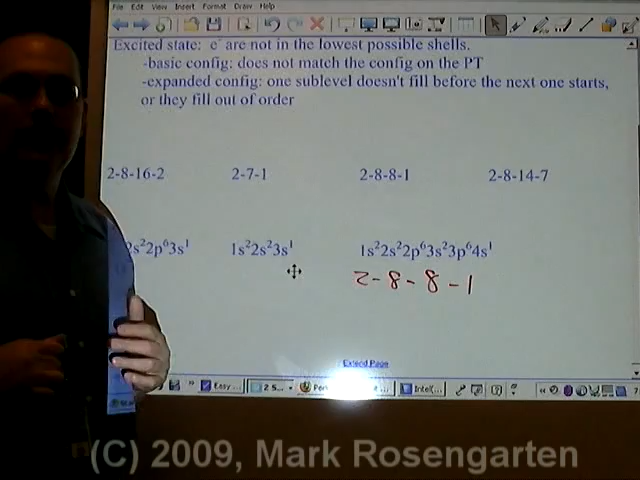 File Edit View Insert Format Draw
Excited state: e⁻ are not in the lowest possible shells.
-basic config: does not match the config on the PT
-expanded config: one sublevel doesn't fill before the next one starts,
or they fill out of order
2-8-16-2 2-7-1 2-8-8-1 2-8-14-7
2s²2p⁶3s¹ 1s²2s²3s¹ 1s²2s²2p⁶3s²3p⁶4s¹
2-8-8-1
Extend Page
Easy ... 2 S... Intel(...
(C) 2009, Mark Rosengarten